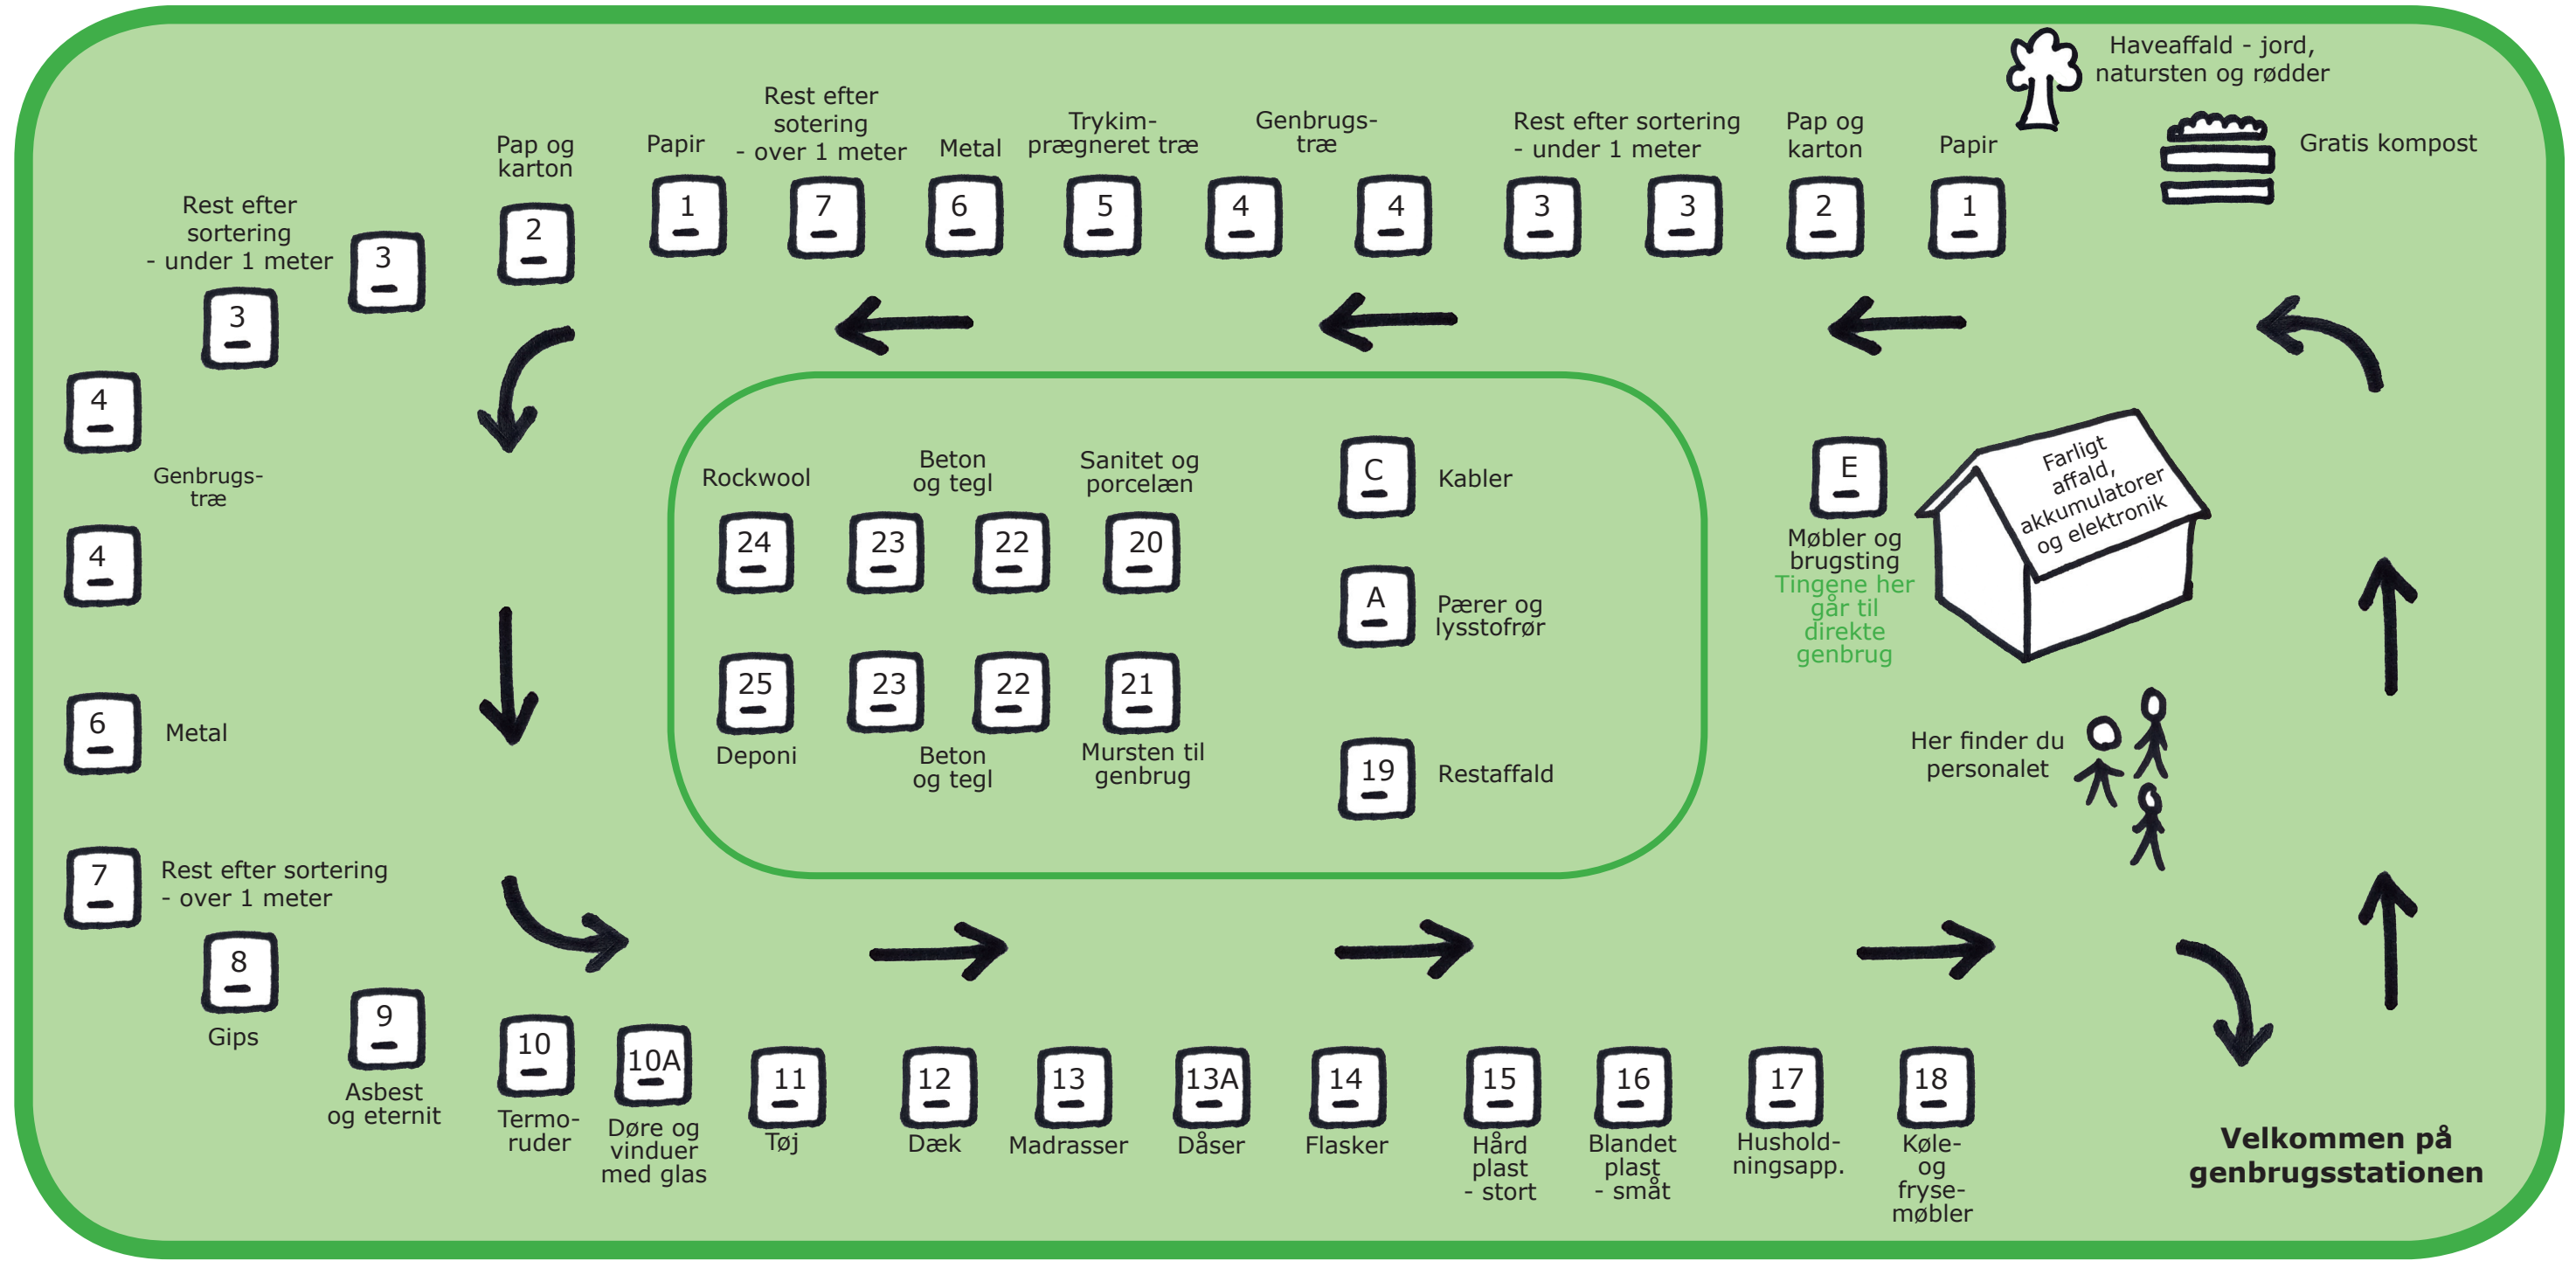 Haveaffald - jord,
natursten og rødder
Gratis kompost
Pap og
karton
Papir
Rest efter
sotering
- over 1 meter
Metal
Trykim-
prægneret træ
Genbrugs-
træ
Rest efter sortering
- under 1 meter
Pap og
karton
Papir
2
1
7
6
5
4
4
3
3
2
1
Rest efter
sortering
- under 1 meter
3
3
4
Genbrugs-
træ
4
6
Metal
7
Rest efter sortering
- over 1 meter
8
Gips
9
Asbest
og eternit
Rockwool
Beton
og tegl
Sanitet og
porcelæn
24
23
22
20
25
23
22
21
Deponi
Beton
og tegl
Mursten til
genbrug
C
Kabler
A
Pærer og
lysstofrør
19
Restaffald
E
Møbler og
brugsting
Tingene her
går til
direkte
genbrug
Farligt
affald,
akkumulatorer
og elektronik
Her finder du
personalet
10
Termo-
ruder
10A
Døre og
vinduer
med glas
11
Tøj
12
Dæk
13
Madrasser
13A
Dåser
14
Flasker
15
Hård
plast
- stort
16
Blandet
plast
- småt
17
Hushold-
ningsapp.
18
Køle-
og
fryse-
møbler
Velkommen på
genbrugsstationen